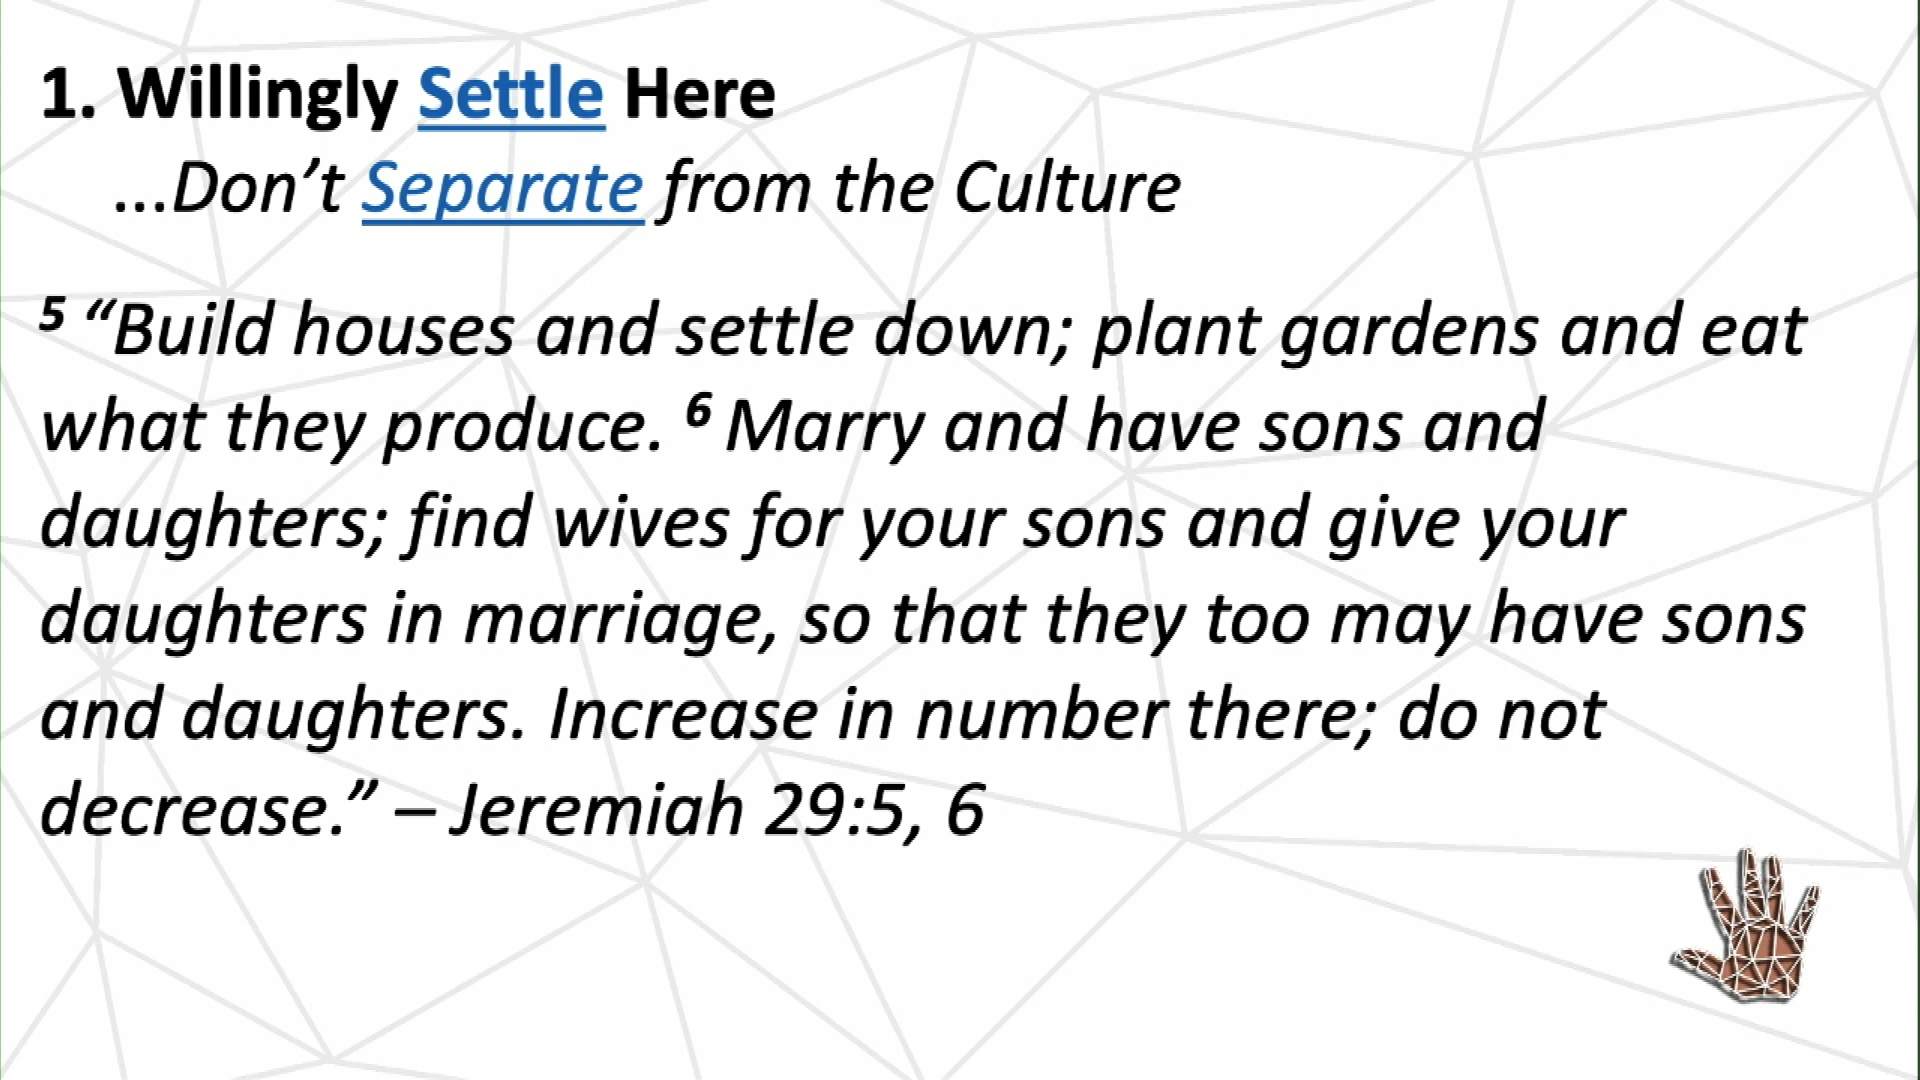 1. Willingly Settle Here
...Don’t Separate from the Culture
5 “Build houses and settle down; plant gardens and eat
what they produce. 6 Marry and have sons and
daughters; find wives for your sons and give your
daughters in marriage, so that they too may have sons
and daughters. Increase in number there; do not
decrease.” – Jeremiah 29:5, 6